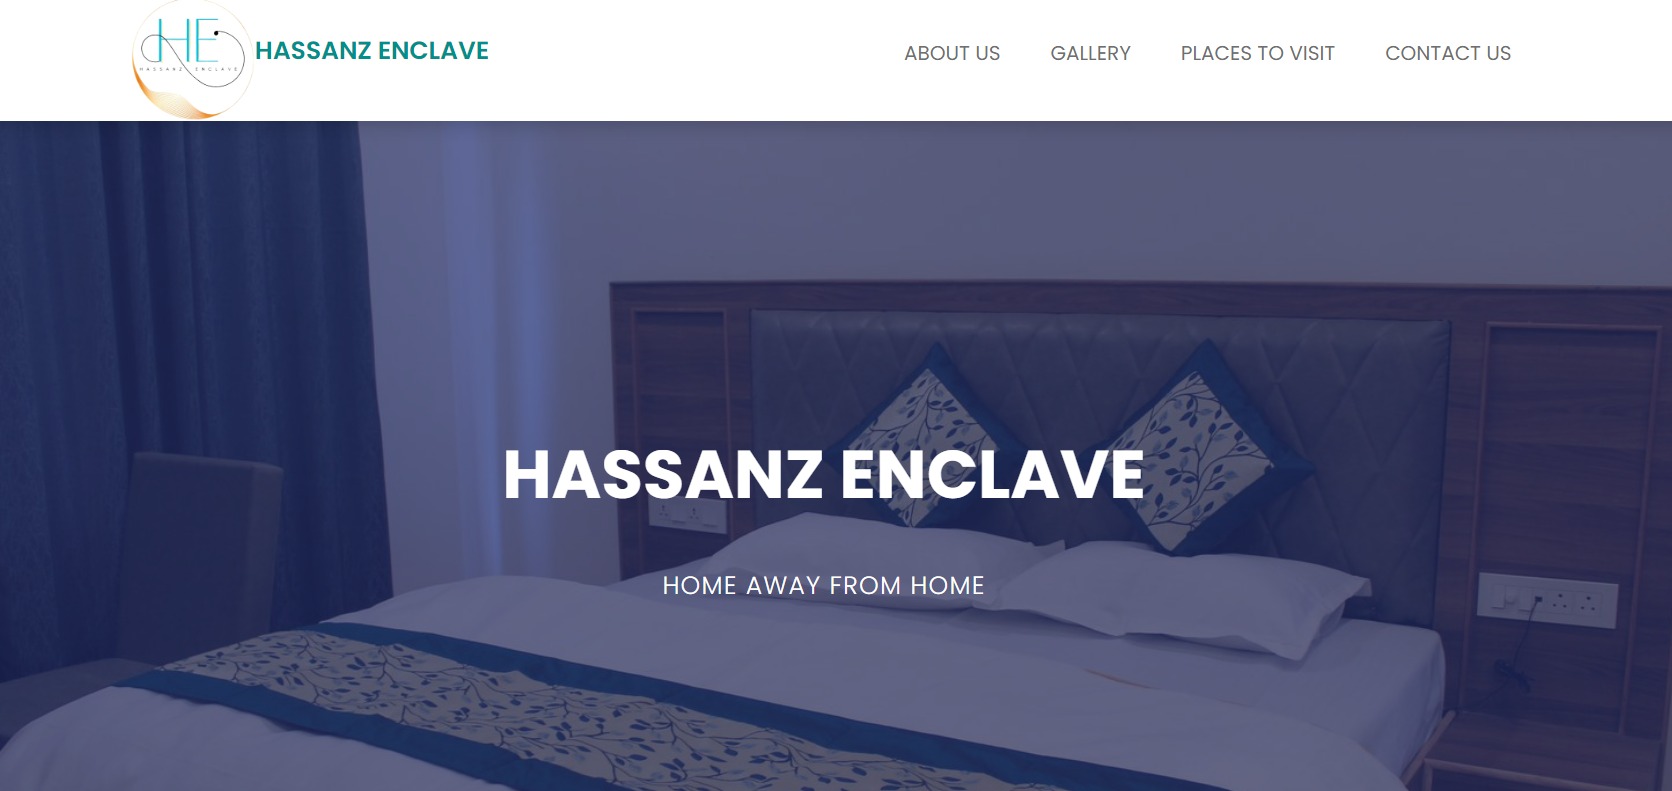 HE
HASSANZ ENCLAVE
HASSANZ ENCLAVE
ABOUT US
GALLERY
PLACES TO VISIT
CONTACT US
HASSANZ ENCLAVE
HOME AWAY FROM HOME